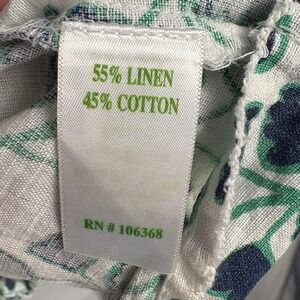 55% LINEN
45% COTTON
RN # 106368